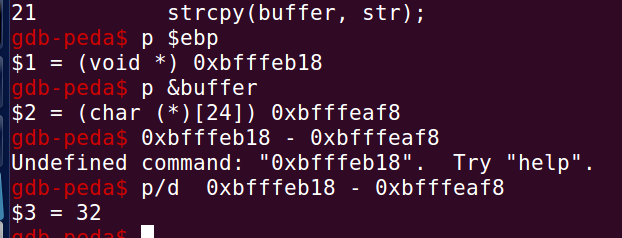 21          strcpy(buffer, str);
gdb-peda$ p $ebp
$1 = (void *) 0xbfffeb18
gdb-peda$ p &buffer
$2 = (char (*)[24]) 0xbfffeaf8
gdb-peda$ 0xbfffeb18 - 0xbfffeaf8
Undefined command: "0xbfffeb18".  Try "help".
gdb-peda$ p/d  0xbfffeb18 - 0xbfffeaf8
$3 = 32
gdb-peda$